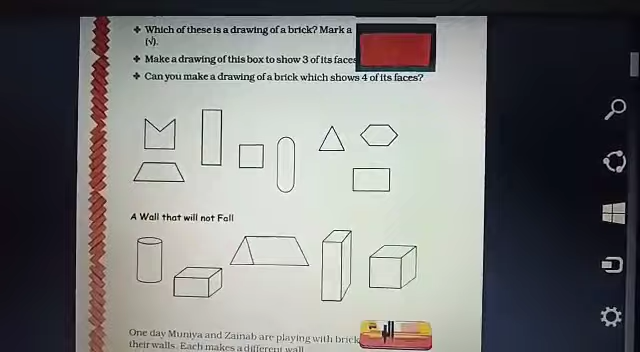 ❖ Which of these is a drawing of a brick? Mark a
(√).
❖ Make a drawing of this box to show 3 of its faces
❖ Can you make a drawing of a brick which shows 4 of its faces?
A Wall that will not Fall
One day Muniya and Zainab are playing with brick
their walls. Each makes a different wall